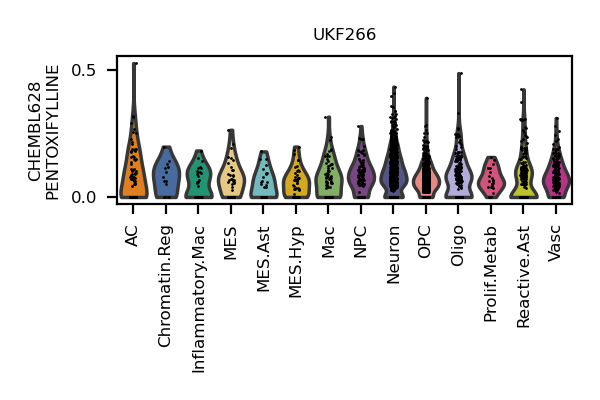 UKF266
CHEMBL628
PENTOXIFYLLINE
0.5
0.0
AC
Chromatin.Reg
Inflammatory.Mac
MES
MES.Ast
MES.Hyp
Mac
NPC
Neuron
OPC
Oligo
Prolif.Metab
Reactive.Ast
Vasc